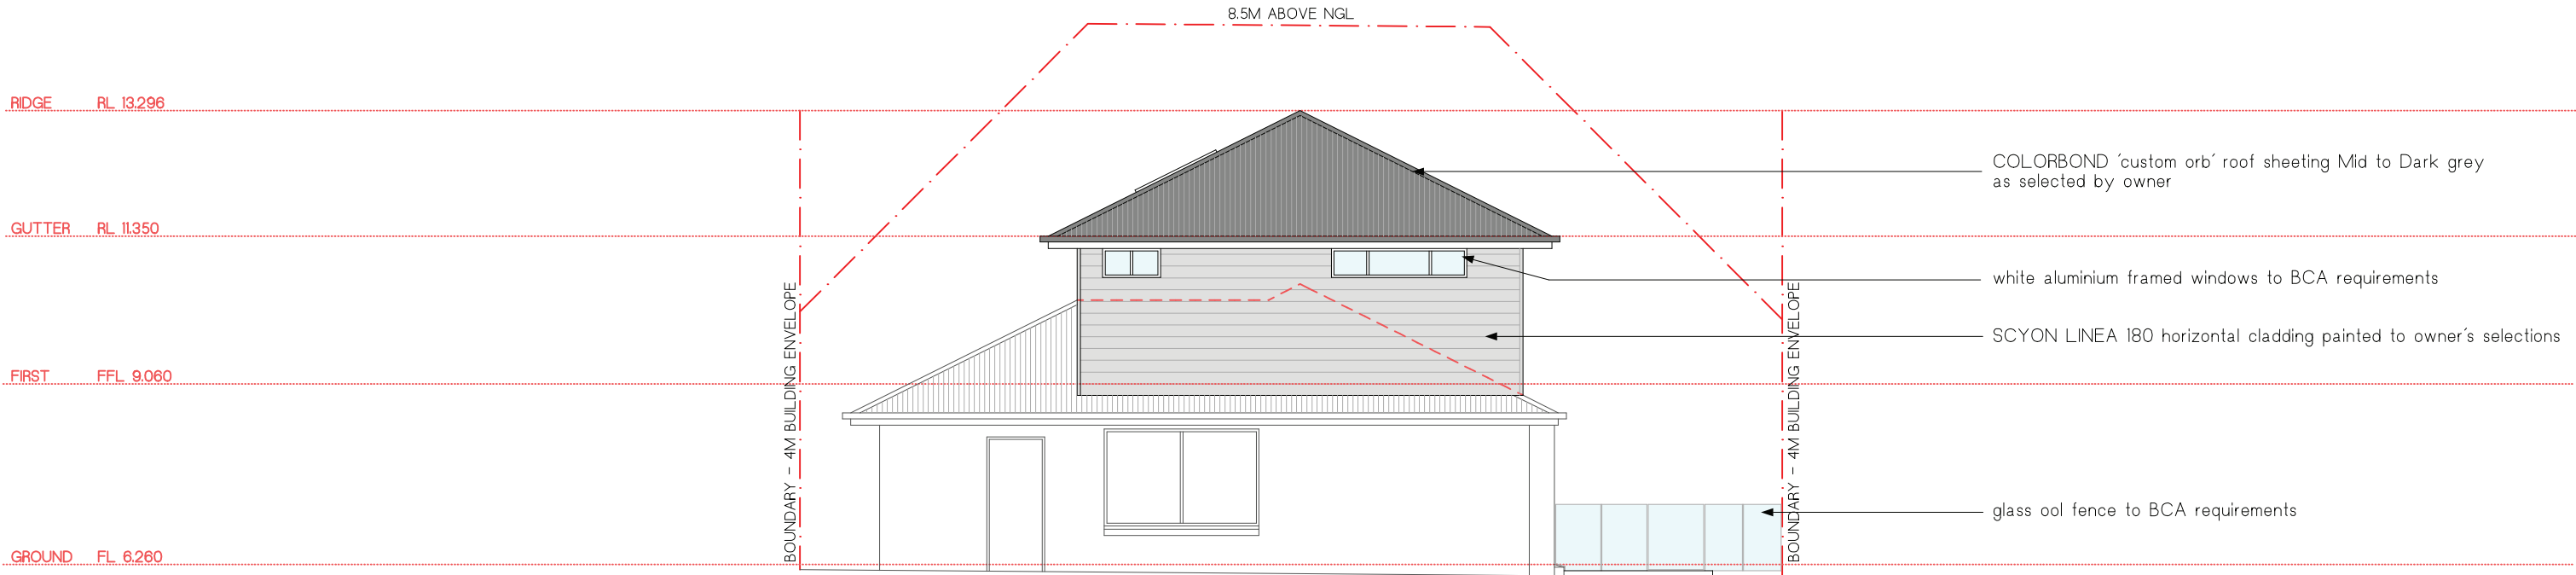 8.5M ABOVE NGL
RIDGE RL 13.296
COLORBOND 'custom orb' roof sheeting Mid to Dark grey
as selected by owner
GUTTER RL 11.350
white aluminium framed windows to BCA requirements
BOUNDARY - 4M BUILDING ENVELOPE
BOUNDARY - 4M BUILDING ENVELOPE
SCYON LINEA 180 horizontal cladding painted to owner's selections
FIRST FFL 9.060
glass ool fence to BCA requirements
GROUND FL 6.260